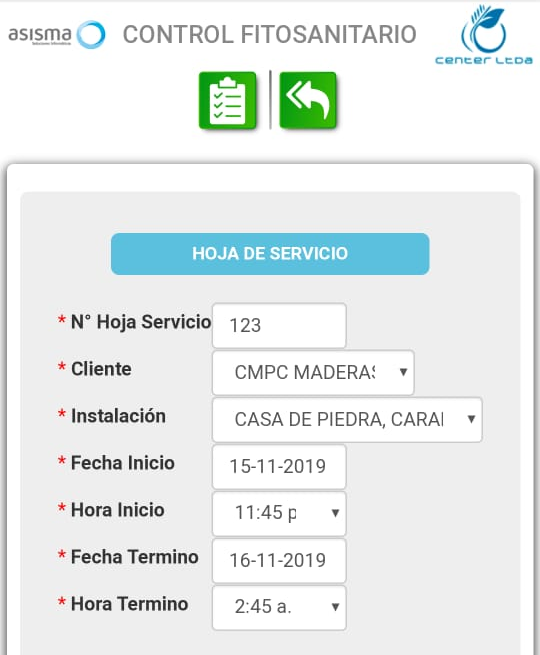 asisma
CONTROL FITOSANITARIO
center Ltda
HOJA DE SERVICIO
* N° Hoja Servicio 123
* Cliente CMPC MADERAS
* Instalación CASA DE PIEDRA, CARAI
* Fecha Inicio 15-11-2019
* Hora Inicio 11:45 p
* Fecha Termino 16-11-2019
* Hora Termino 2:45 a.